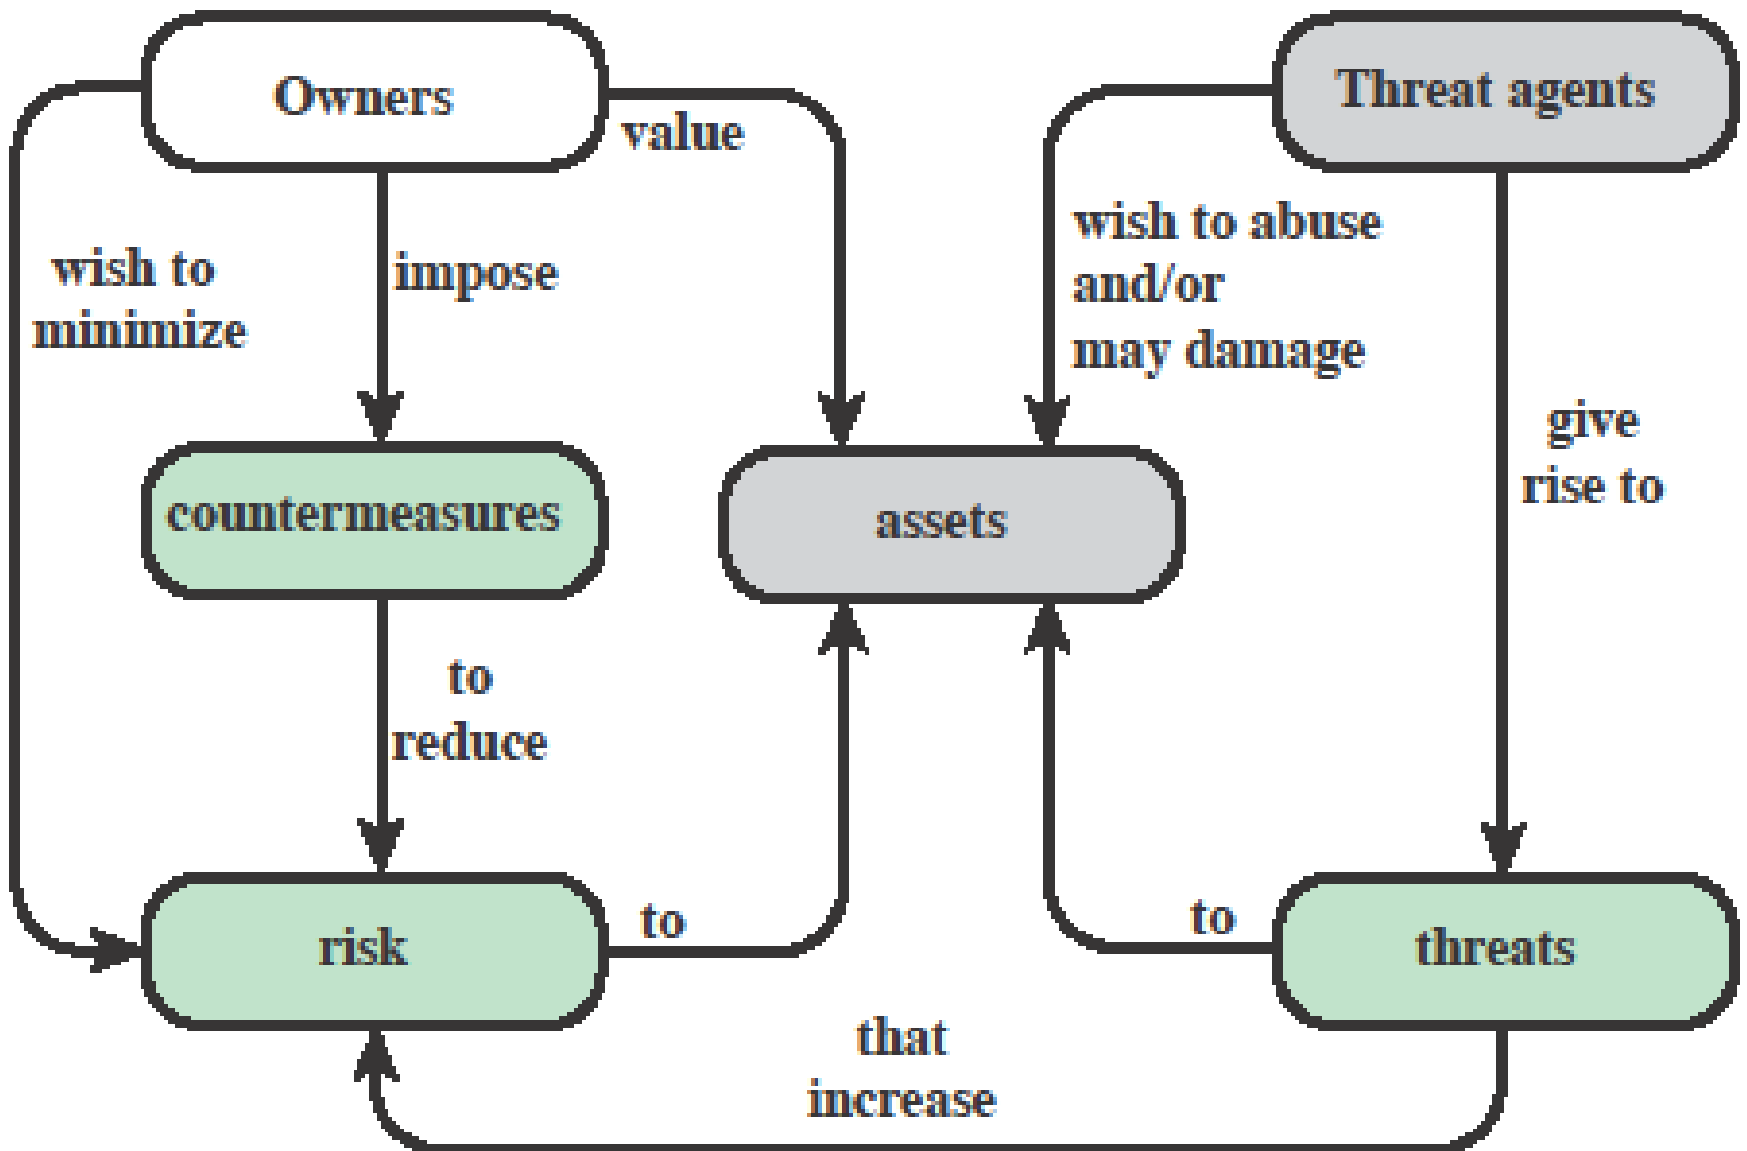 Owners
Threat agents
value
wish to
minimize
impose
wish to abuse
and/or
may damage
give
rise to
countermeasures
assets
to
reduce
risk
to
to
threats
that
increase